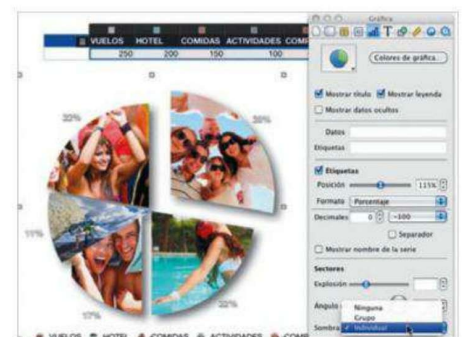 Gráfica
VUELOS HOTEL COMIDAS ACTIVIDADES COMP
250 200 150 100
Colores de gráfica...
Mostrar título Mostrar leyenda
Mostrar datos ocultos
Datos
Etiquetas
Etiquetas
Posición 115%
Formato Porcentaje
Decimales 0 -100
Separador
Mostrar nombre de la serie
Sectores
Explosión
Ángulo
Ninguna
Grupo
Sombra Individual
22%
11%
17%
22%
VUELOS HOTEL COMIDAS ACTIVIDADES COMP